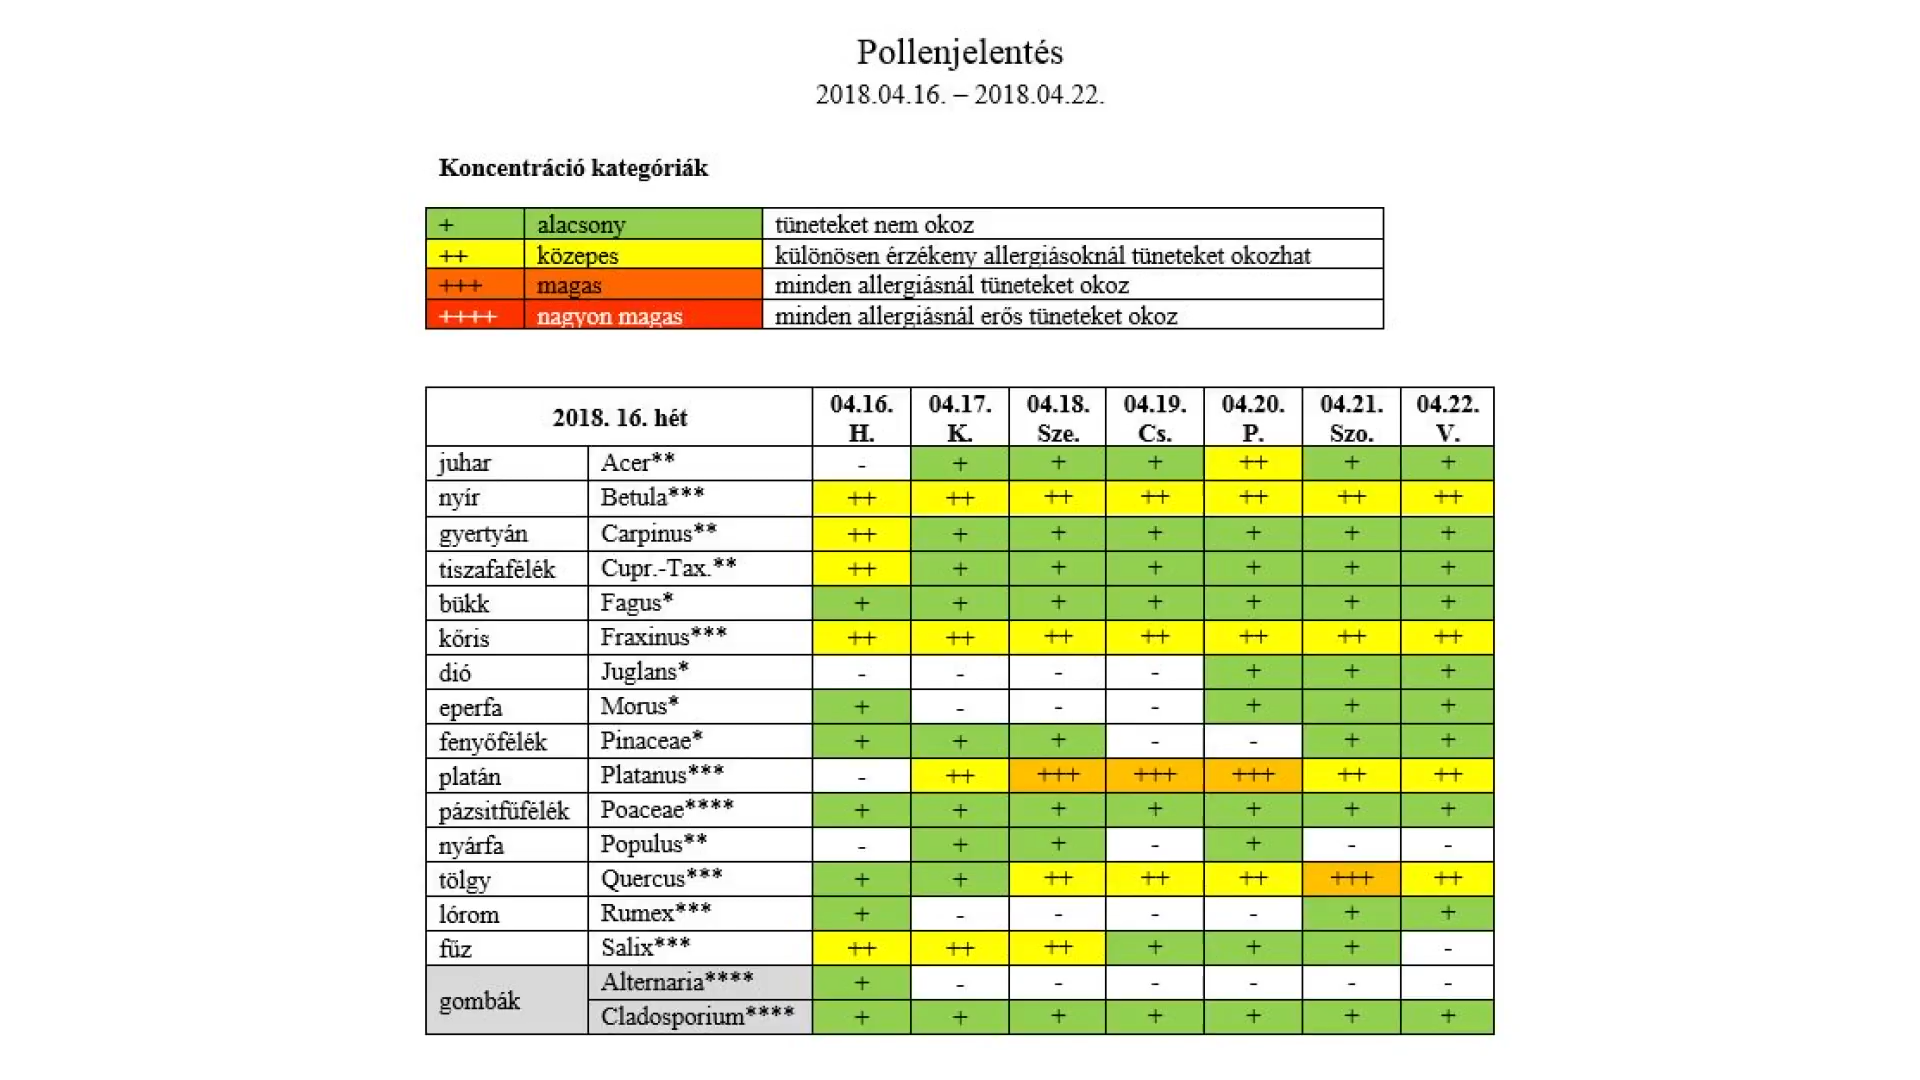 Pollenjelentés
2018.04.16. – 2018.04.22.
Koncentráció kategóriák
+ alacsony tüneteket nem okoz
++ közepes különösen érzékeny allergiásoknál tüneteket okozhat
+++ magas minden allergiásnál tüneteket okoz
++++ nagyon magas minden allergiásnál erős tüneteket okoz
2018. 16. hét 04.16. H. 04.17. K. 04.18. Sze. 04.19. Cs. 04.20. P. 04.21. Szo. 04.22. V.
juhar Acer** - + + + ++ + +
nyír Betula*** ++ ++ ++ ++ ++ ++ ++
gyertyán Carpinus** ++ + + + + + +
tiszafafélék Cupr.-Tax.** ++ + + + + + +
bükk Fagus* + + + + + + +
kőris Fraxinus*** ++ ++ ++ ++ ++ ++ ++
dió Juglans* - - - - + + +
eperfa Morus* + - - - + + +
fenyőfélék Pinaceae* + + + - - + +
platán Platanus*** - ++ +++ +++ +++ ++ ++
pázsitfűfélék Poaceae**** + + + + + + +
nyárfa Populus** - + + - + - -
tölgy Quercus*** + + ++ ++ ++ +++ ++
lórom Rumex*** + - - - - + +
fűz Salix*** ++ ++ ++ + + + -
gombák Alternaria**** + - - - - - -
Cladosporium**** + + + + + + +